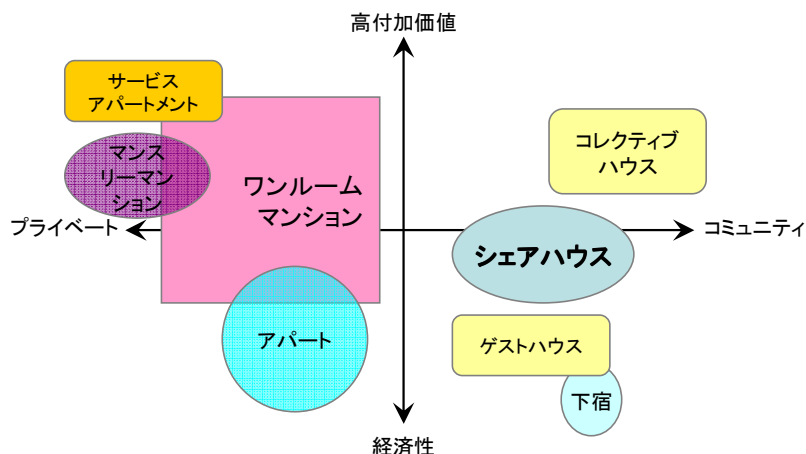 高付加価値
サービス
アパートメント
コレクティブ
ハウス
マンス
リーマン
ション
ワンルーム
マンション
プライベート
コミュニティ
シェアハウス
アパート
ゲストハウス
下宿
経済性